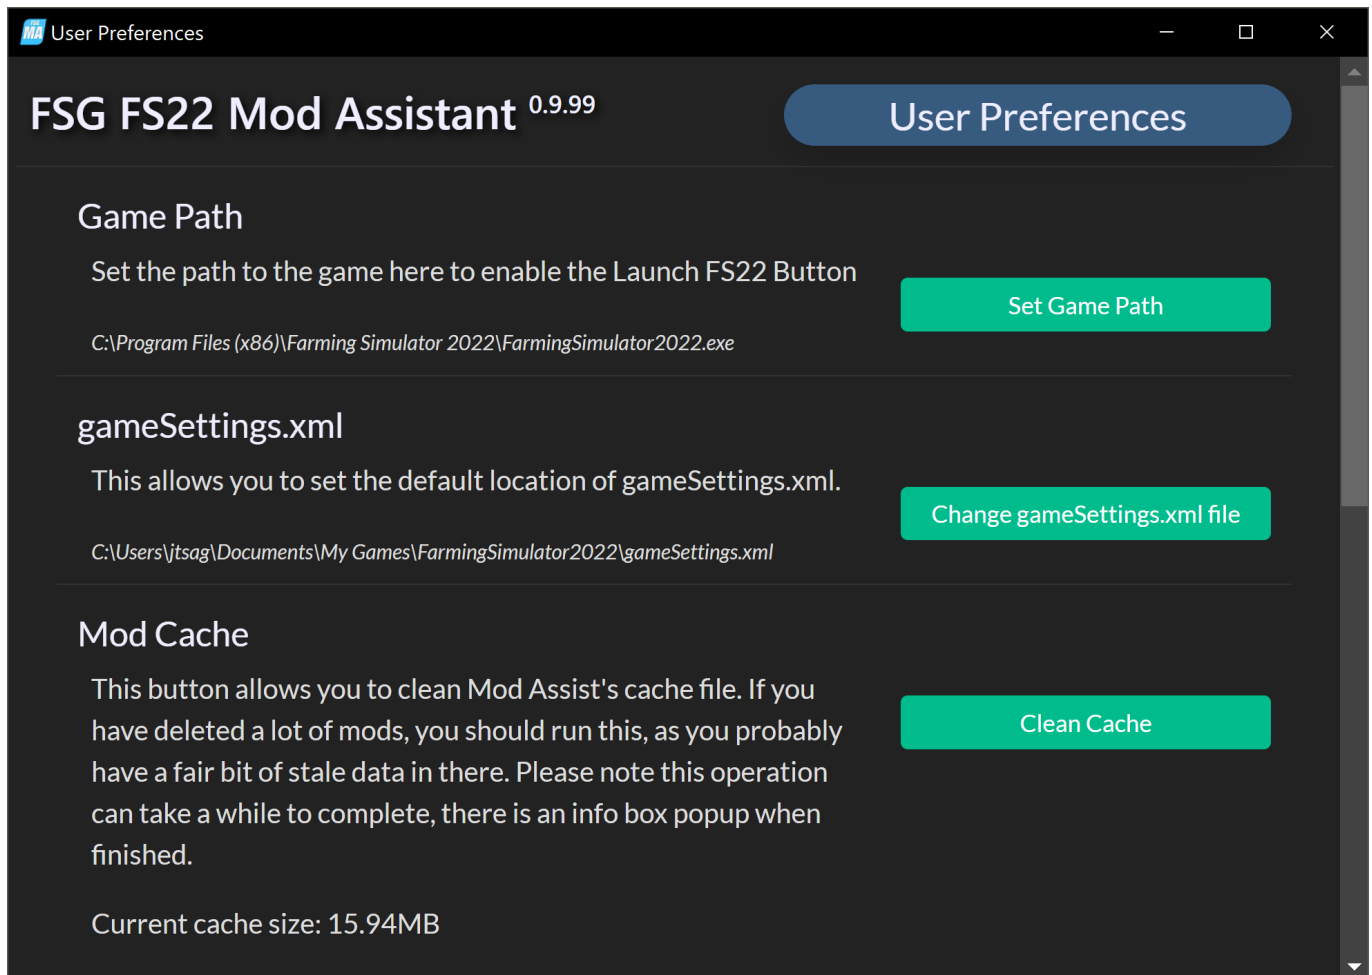 FSG MA User Preferences
FSG FS22 Mod Assistant 0.9.99
User Preferences
Game Path
Set the path to the game here to enable the Launch FS22 Button
Set Game Path
C:\Program Files (x86)\Farming Simulator 2022\FarmingSimulator2022.exe
gameSettings.xml
This allows you to set the default location of gameSettings.xml.
Change gameSettings.xml file
C:\Users\jtsag\Documents\My Games\FarmingSimulator2022\gameSettings.xml
Mod Cache
This button allows you to clean Mod Assist's cache file. If you
have deleted a lot of mods, you should run this, as you probably
have a fair bit of stale data in there. Please note this operation
can take a while to complete, there is an info box popup when
finished.
Clean Cache
Current cache size: 15.94MB